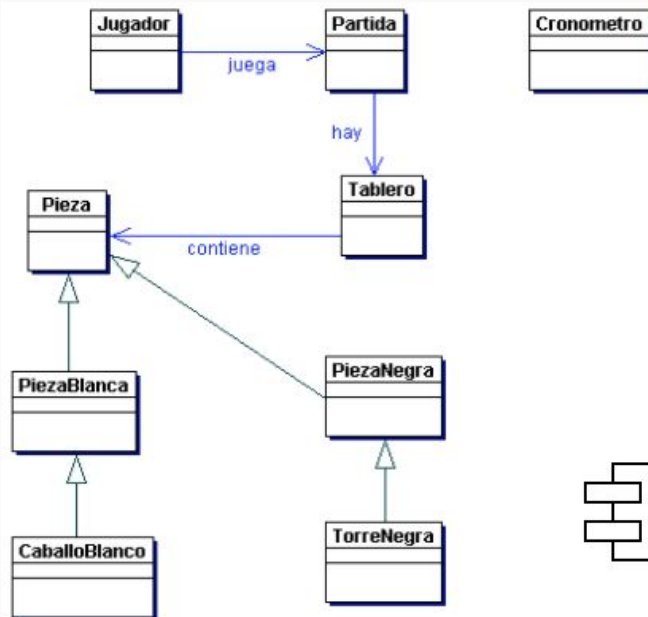 Jugador
Partida
Cronometro
juega
hay
Pieza
Tablero
contiene
PiezaBlanca
PiezaNegra
CaballoBlanco
TorreNegra